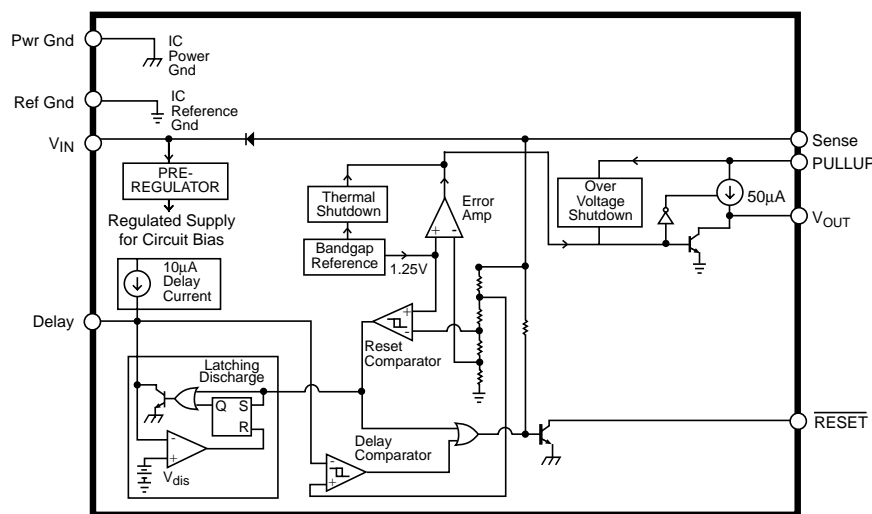 Pwr Gnd
IC
Power
Gnd
Ref Gnd
IC
Reference
Gnd
VIN
Sense
PULLUP
PRE-
REGULATOR
Regulated Supply
for Circuit Bias
Thermal
Shutdown
Error
Amp
+ -
Over
Voltage
Shutdown
50μA
VOUT
Bandgap
Reference
1.25V
10μA
Delay
Current
Delay
+
-
Reset
Comparator
Latching
Discharge
Q S
R
-
+
Vdis
Delay
Comparator
-
+
RESET